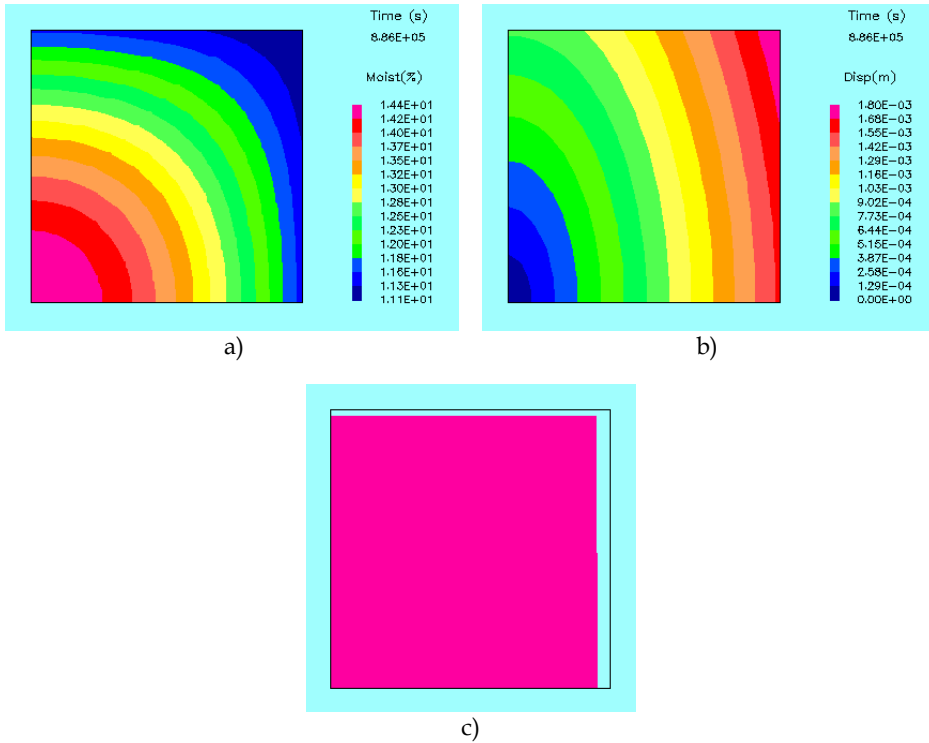 Time (s)
8.86E+05
Moist(%)
1.44E+01
1.42E+01
1.40E+01
1.37E+01
1.35E+01
1.32E+01
1.30E+01
1.28E+01
1.25E+01
1.23E+01
1.20E+01
1.18E+01
1.16E+01
1.13E+01
1.11E+01
a)
Time (s)
8.86E+05
Disp(m)
1.80E-03
1.68E-03
1.55E-03
1.42E-03
1.29E-03
1.16E-03
1.03E-03
9.02E-04
7.73E-04
6.44E-04
5.15E-04
3.87E-04
2.58E-04
1.29E-04
0.00E+00
b)
c)